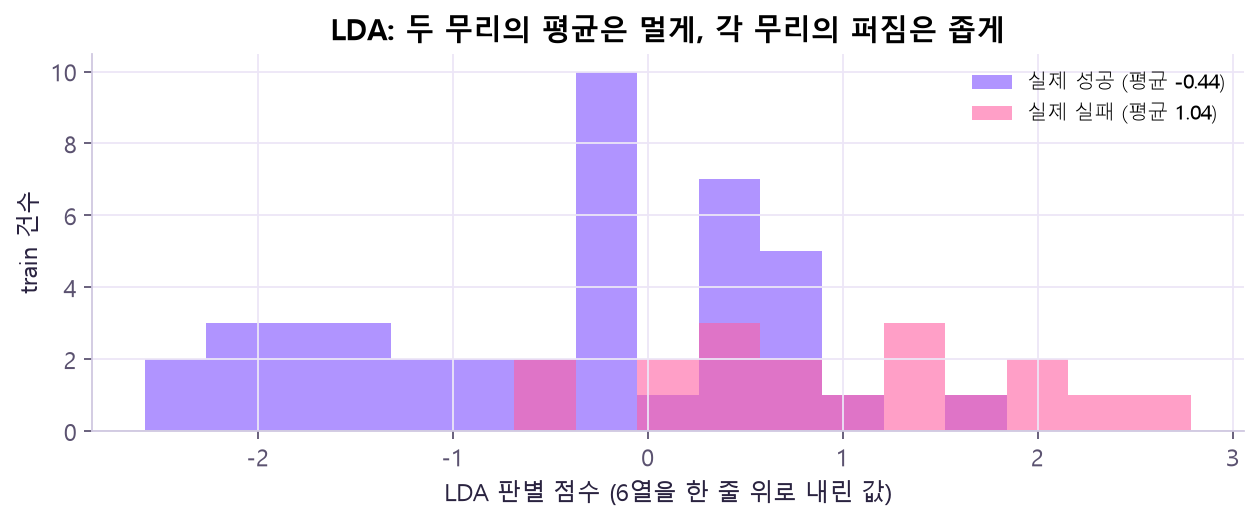 LDA: 두 무리의 평균은 멀게, 각 무리의 퍼짐은 좁게
실제 성공 (평균 -0.44)
실제 실패 (평균 1.04)
train 건수
10
8
6
4
2
0
-2
-1
0
1
2
3
LDA 판별 점수 (6열을 한 줄 위로 내린 값)